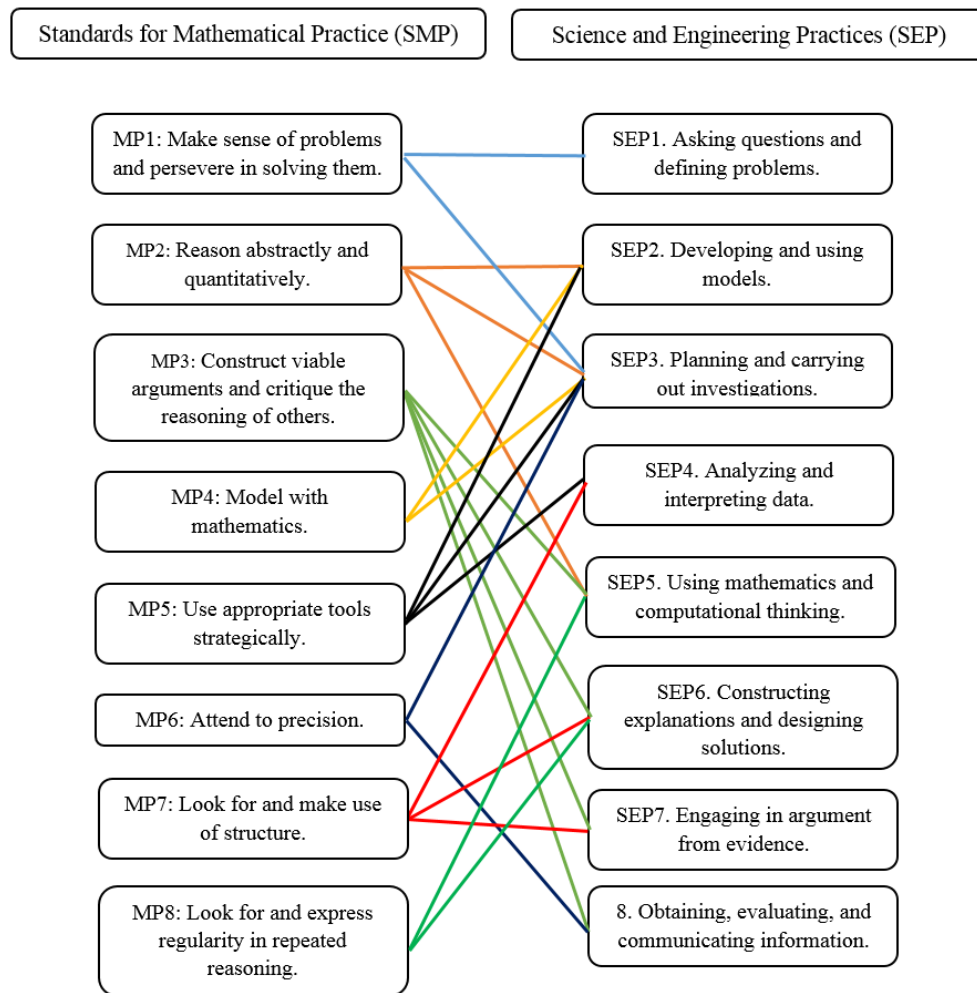 Standards for Mathematical Practice (SMP)
Science and Engineering Practices (SEP)
MP1: Make sense of problems
and persevere in solving them.
SEP1. Asking questions and
defining problems.
MP2: Reason abstractly and
quantitatively.
SEP2. Developing and using
models.
MP3: Construct viable
arguments and critique the
reasoning of others.
SEP3. Planning and carrying
out investigations.
MP4: Model with
mathematics.
SEP4. Analyzing and
interpreting data.
MP5: Use appropriate tools
strategically.
SEP5. Using mathematics and
computational thinking.
MP6: Attend to precision.
SEP6. Constructing
explanations and designing
solutions.
MP7: Look for and make use
of structure.
SEP7. Engaging in argument
from evidence.
MP8: Look for and express
regularity in repeated
reasoning.
8. Obtaining, evaluating, and
communicating information.